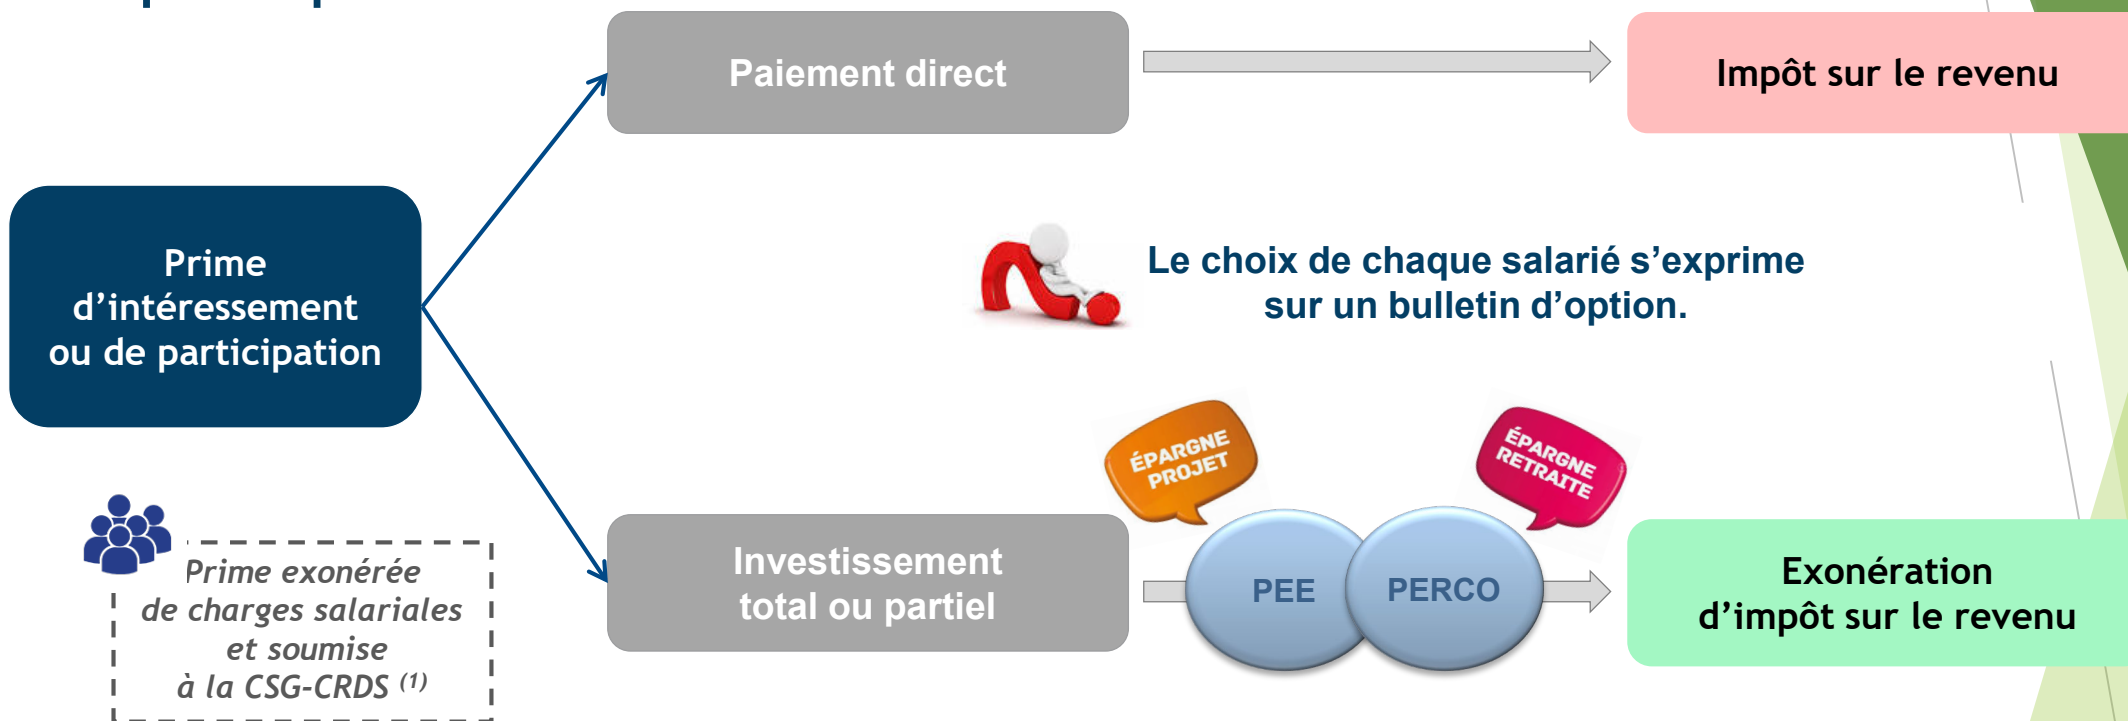 Paiement direct
Impôt sur le revenu
Prime
d’intéressement
ou de participation
Le choix de chaque salarié s’exprime
sur un bulletin d’option.
ÉPARGNE
PROJET
ÉPARGNE
RETRAITE
Investissement
total ou partiel
PEE
PERCO
Exonération
d’impôt sur le revenu
Prime exonérée
de charges salariales
et soumise
à la CSG-CRDS (1)